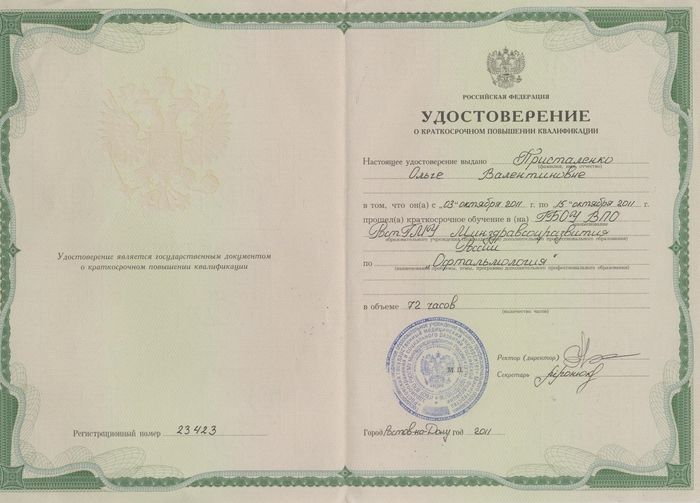 Удостоверение является государственным документом
о краткосрочном повышении квалификации
Регистрационный номер 23423
РОССИЙСКАЯ ФЕДЕРАЦИЯ
УДОСТОВЕРЕНИЕ
О КРАТКОСРОЧНОМ ПОВЫШЕНИИ КВАЛИФИКАЦИИ
Настоящее удостоверение выдано Присталенко
(фамилия, имя, отчество)
Ольге Валентиновне
в том, что он(а) с „03“ октября 2011 г. по „15“ октября 2011 г.
прошел(а) краткосрочное обучение в (на) ГБОУ ВПО
(наименование
Минздравсоцразвития
образовательного учреждения (подразделения) дополнительного профессионального образования)
России
по „Офтальмология“
(наименование проблемы, темы, программы дополнительного профессионального образования)
в объеме 72 часов
(количество часов)
М.П.
Ректор (директор)
Секретарь
Город Ростов-на-Дону год 2011